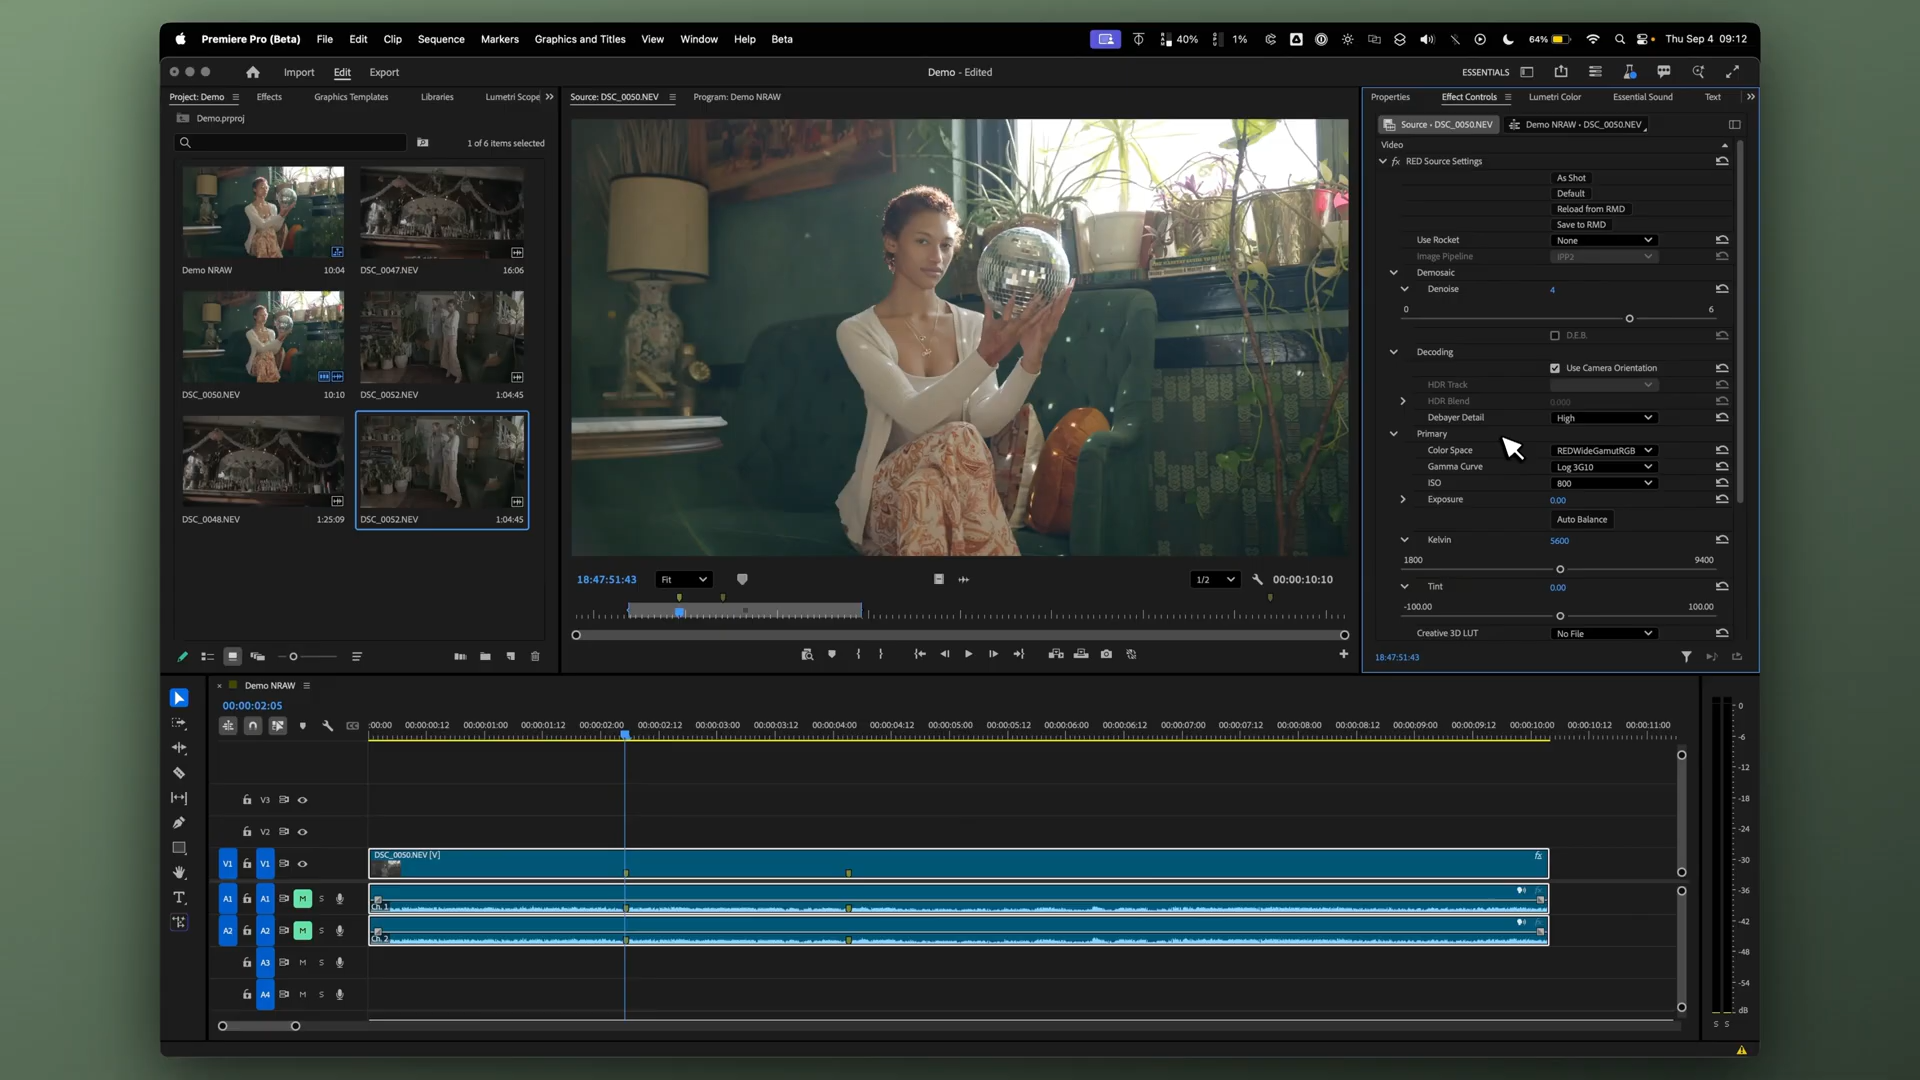 Premiere Pro (Beta) File Edit Clip Sequence Markers Graphics and Titles View Window Help Beta 40% 1% 64% Thu Sep 4 09:12
Import Edit Export Demo - Edited ESSENTIALS
Project: Demo Effects Graphics Templates Libraries Lumetri Scope
Demo.prproj
1 of 6 items selected
Demo NRAW 10:04 DSC_0047.NEV 16:06
DSC_0050.NEV 10:10 DSC_0052.NEV 1:04:45
DSC_0048.NEV 1:25:09 DSC_0052.NEV 1:04:45
Source: DSC_0050.NEV Program: Demo NRAW
18:47:51:43 Fit 1/2 00:00:10:10
Properties Effect Controls Lumetri Color Essential Sound Text
Source • DSC_0050.NEV Demo NRAW • DSC_0050.NEV
Video
fx RED Source Settings
As Shot
Default
Reload from RMD
Save to RMD
Use Rocket None
Image Pipeline IPP2
Demosaic
Denoise 4
0 6
D.E.B.
Decoding
Use Camera Orientation
HDR Track
HDR Blend 0.000
Debayer Detail High
Primary
Color Space REDWideGamutRGB
Gamma Curve Log 3G10
ISO 800
Exposure 0.00
Auto Balance
Kelvin 5600
1800 9400
Tint 0.00
-100.00 100.00
Creative 3D LUT No File
18:47:51:43
× Demo NRAW
00:00:02:05
:00:00 00:00:00:12 00:00:01:00 00:00:01:12 00:00:02:00 00:00:02:12 00:00:03:00 00:00:03:12 00:00:04:00 00:00:04:12 00:00:05:00 00:00:05:12 00:00:06:00 00:00:06:12 00:00:07:00 00:00:07:12 00:00:08:00 00:00:08:12 00:00:09:00 00:00:09:12 00:00:10:00 00:00:10:12 00:00:11:00
V3
V2
V1 V1 DSC_0050.NEV [V] fx
A1 A1 M S Ch. 1 fx
A2 A2 M S Ch. 2 fx
A3 M S
A4 M S
0
-6
-12
-18
-24
-30
-36
-42
-48
-54
dB
S S